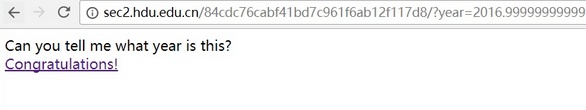 sec2.hdu.edu.cn/84cdc76cabf41bd7c961f6ab12f117d8/?year=2016.99999999999
Can you tell me what year is this?
Congratulations!